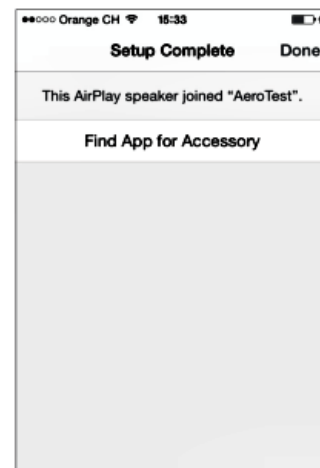 Orange CH 15:33
Setup Complete Done
This AirPlay speaker joined “AeroTest”.
Find App for Accessory